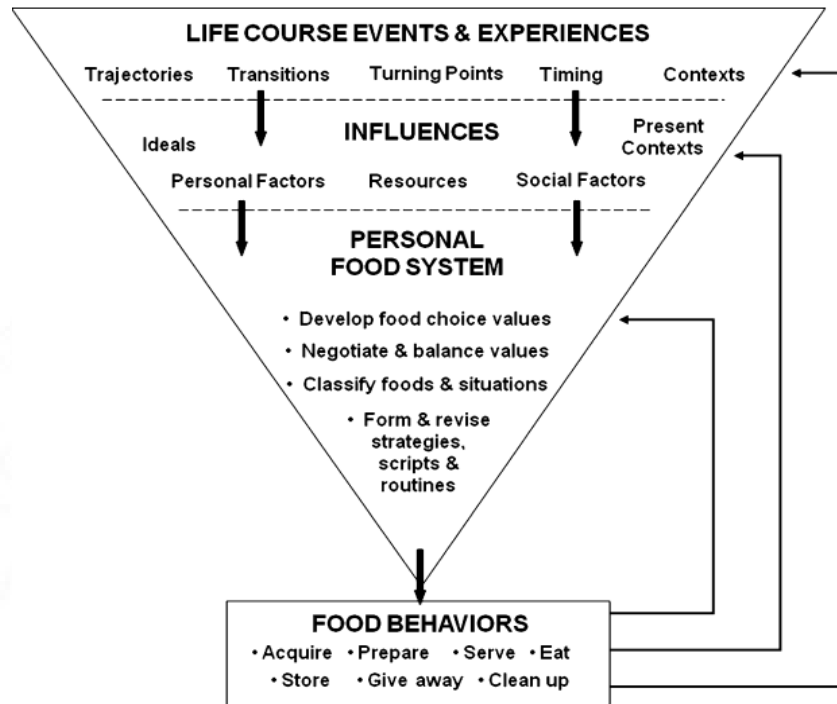 LIFE COURSE EVENTS & EXPERIENCES
Trajectories Transitions Turning Points Timing Contexts
INFLUENCES
Ideals
Present
Contexts
Personal Factors Resources Social Factors
PERSONAL
FOOD SYSTEM
• Develop food choice values
• Negotiate & balance values
• Classify foods & situations
• Form & revise
strategies,
scripts &
routines
FOOD BEHAVIORS
• Acquire • Prepare • Serve • Eat
• Store • Give away • Clean up